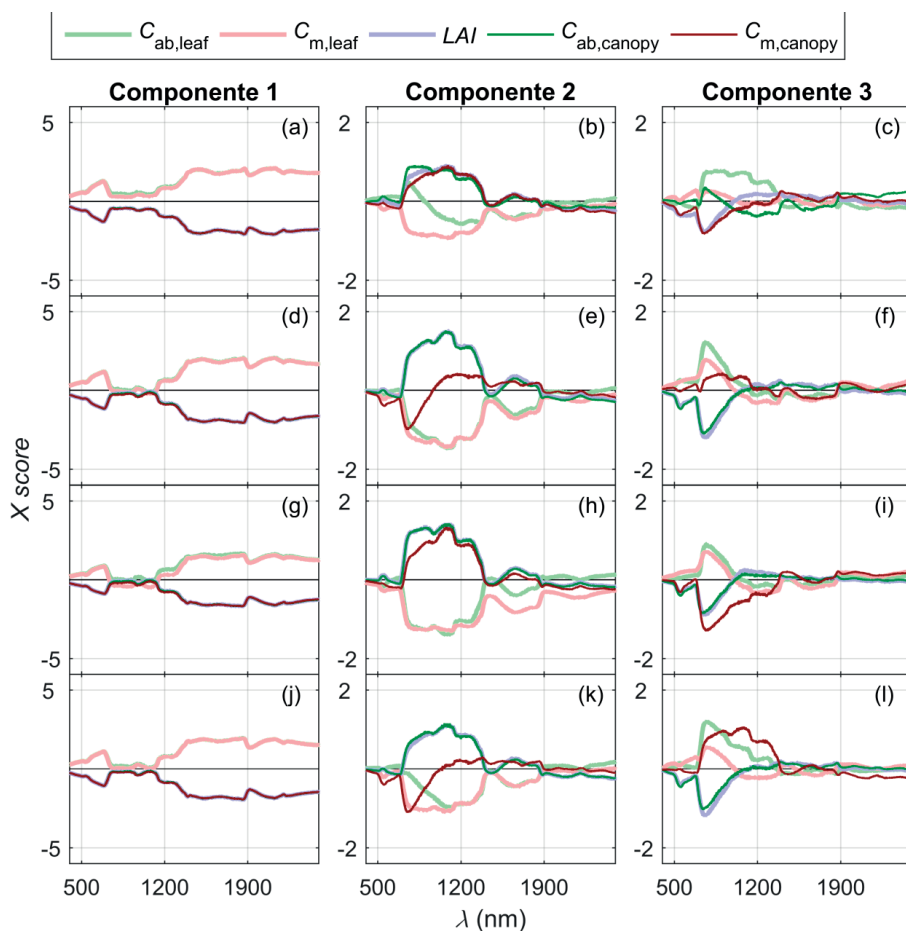 C_ab,leaf C_m,leaf LAI C_ab,canopy C_m,canopy
Componente 1 Componente 2 Componente 3
5 (a) 2 (b) 2 (c)
-5 -2 -2
5 (d) 2 (e) 2 (f)
-5 -2 -2
X score
5 (g) 2 (h) 2 (i)
-5 -2 -2
5 (j) 2 (k) 2 (l)
-5 -2 -2
500 1200 1900 500 1200 1900 500 1200 1900
λ (nm)